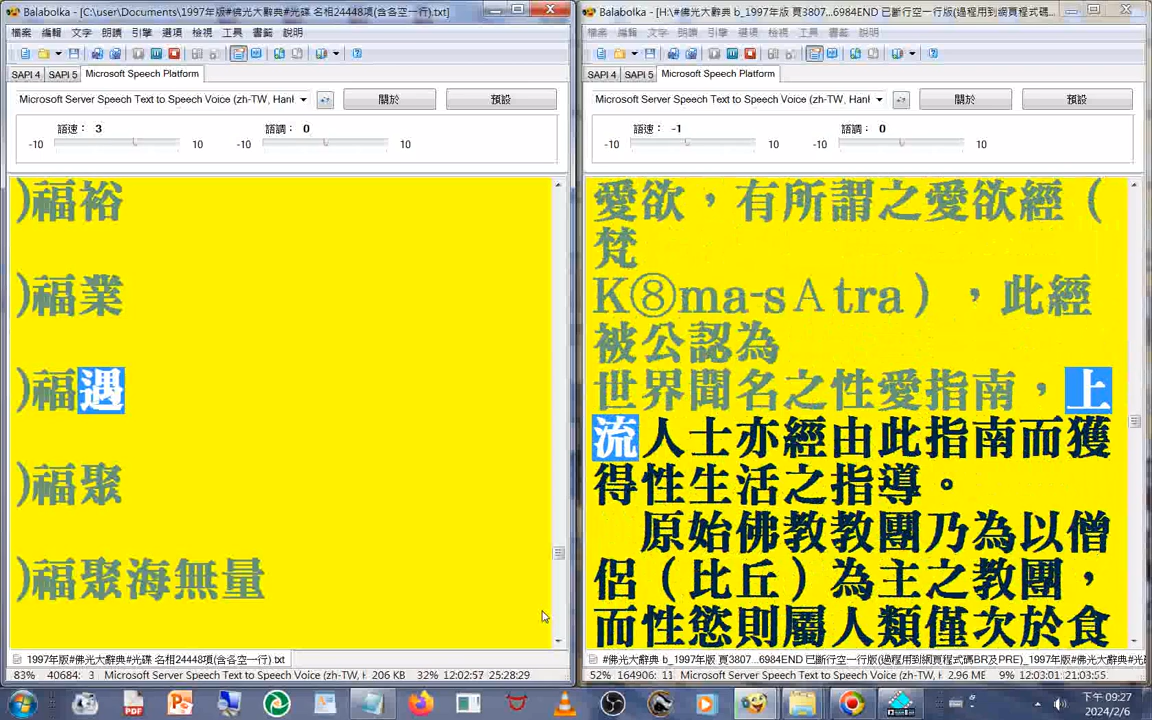 Balabolka - [C:\user\Documents\1997年版#佛光大辭典#光碟 名相24448項(含各空一行).txt]
檔案 編輯 文字 朗讀 引擎 選項 檢視 工具 書籤 說明
SAPI 4 SAPI 5 Microsoft Speech Platform
Microsoft Server Speech Text to Speech Voice (zh-TW, Hanl
關於 預設
語速： 3 語調： 0
-10 10 -10 10
)福裕
)福業
)福遇
)福聚
)福聚海無量
1997年版#佛光大辭典#光碟 名相24448項(含各空一行).txt
83% 40684: 3 Microsoft Server Speech Text to Speech Voice (zh-TW, H 206 KB 32% 12:02:57 25:28:29
Balabolka - [H:\#佛光大辭典 b_1997年版 頁3807...6984END 已斷行空一行版(過程用到網頁程式碼...
檔案 編輯 文字 朗讀 引擎 選項 檢視 工具 書籤 說明
SAPI 4 SAPI 5 Microsoft Speech Platform
Microsoft Server Speech Text to Speech Voice (zh-TW, Hanl
關於 預設
語速： -1 語調： 0
-10 10 -10 10
愛欲，有所謂之愛欲經（
梵
K⑧ma-sＡtra），此經
被公認為
世界聞名之性愛指南，上
流人士亦經由此指南而獲
得性生活之指導。
原始佛教教團乃為以僧
侶（比丘）為主之教團，
而性慾則屬人類僅次於食
#佛光大辭典 b_1997年版 頁3807...6984END 已斷行空一行版(過程用到網頁程式碼BR及PRE)_1997年版#佛光
52% 164906: 11 Microsoft Server Speech Text to Speech Voice (zh-TW, H 2.96 ME 9% 12:03:01:21:03:55
下午 09:27
2024/2/6